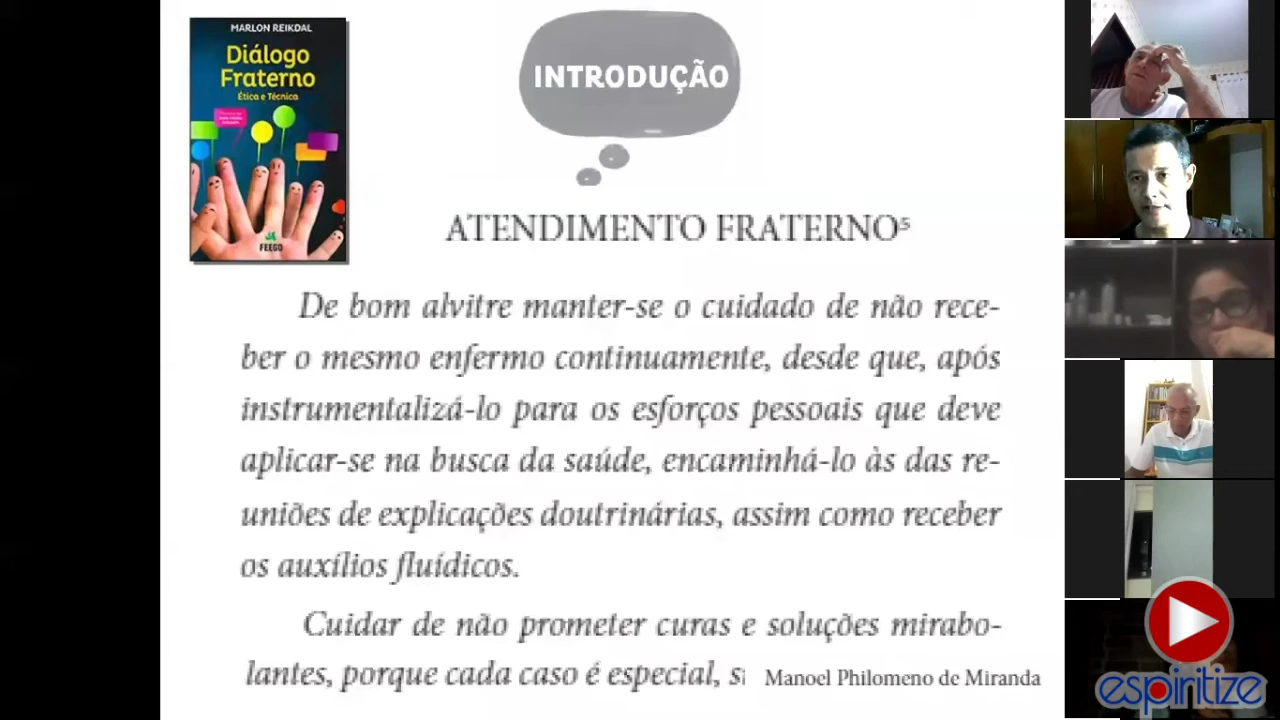 MARLON REIKDAL
Diálogo
Fraterno
Ética e Técnica
FEEGO
INTRODUÇÃO
ATENDIMENTO FRATERNO⁵
De bom alvitre manter-se o cuidado de não rece-
ber o mesmo enfermo continuamente, desde que, após
instrumentalizá-lo para os esforços pessoais que deve
aplicar-se na busca da saúde, encaminhá-lo às das re-
uniões de explicações doutrinárias, assim como receber
os auxílios fluídicos.
Cuidar de não prometer curas e soluções mirabo-
lantes, porque cada caso é especial,
Manoel Philomeno de Miranda
espiritize